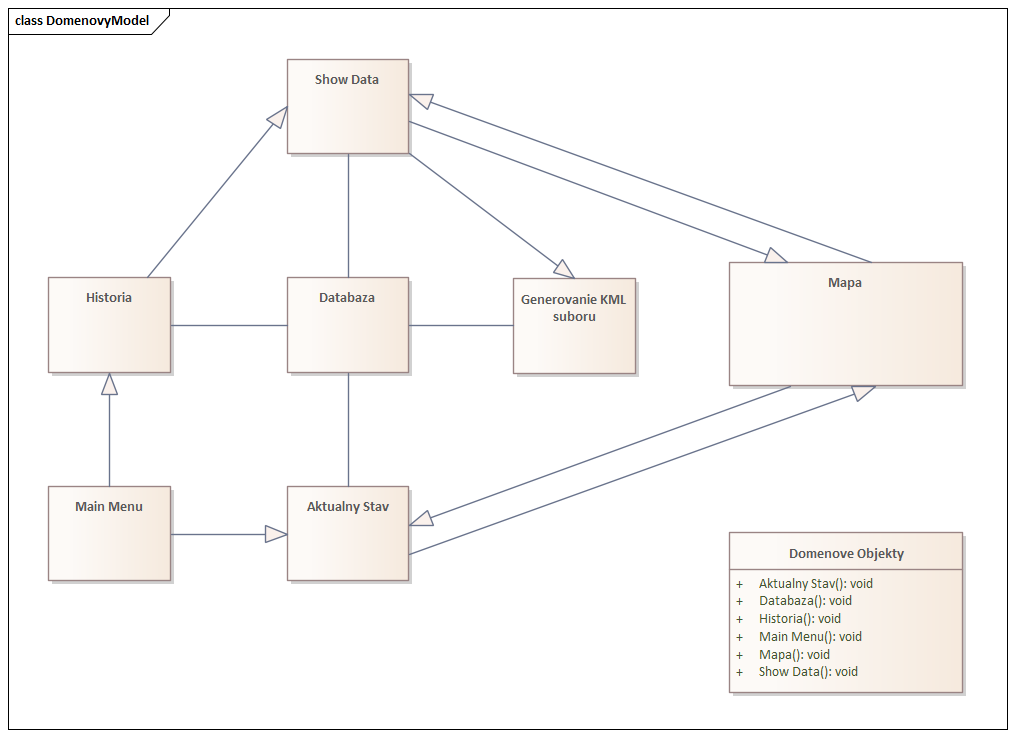 class DomenovyModel
Show Data
Historia
Databaza
Generovanie KML
suboru
Mapa
Main Menu
Aktualny Stav
Domenove Objekty
+ Aktualny Stav(): void
+ Databaza(): void
+ Historia(): void
+ Main Menu(): void
+ Mapa(): void
+ Show Data(): void